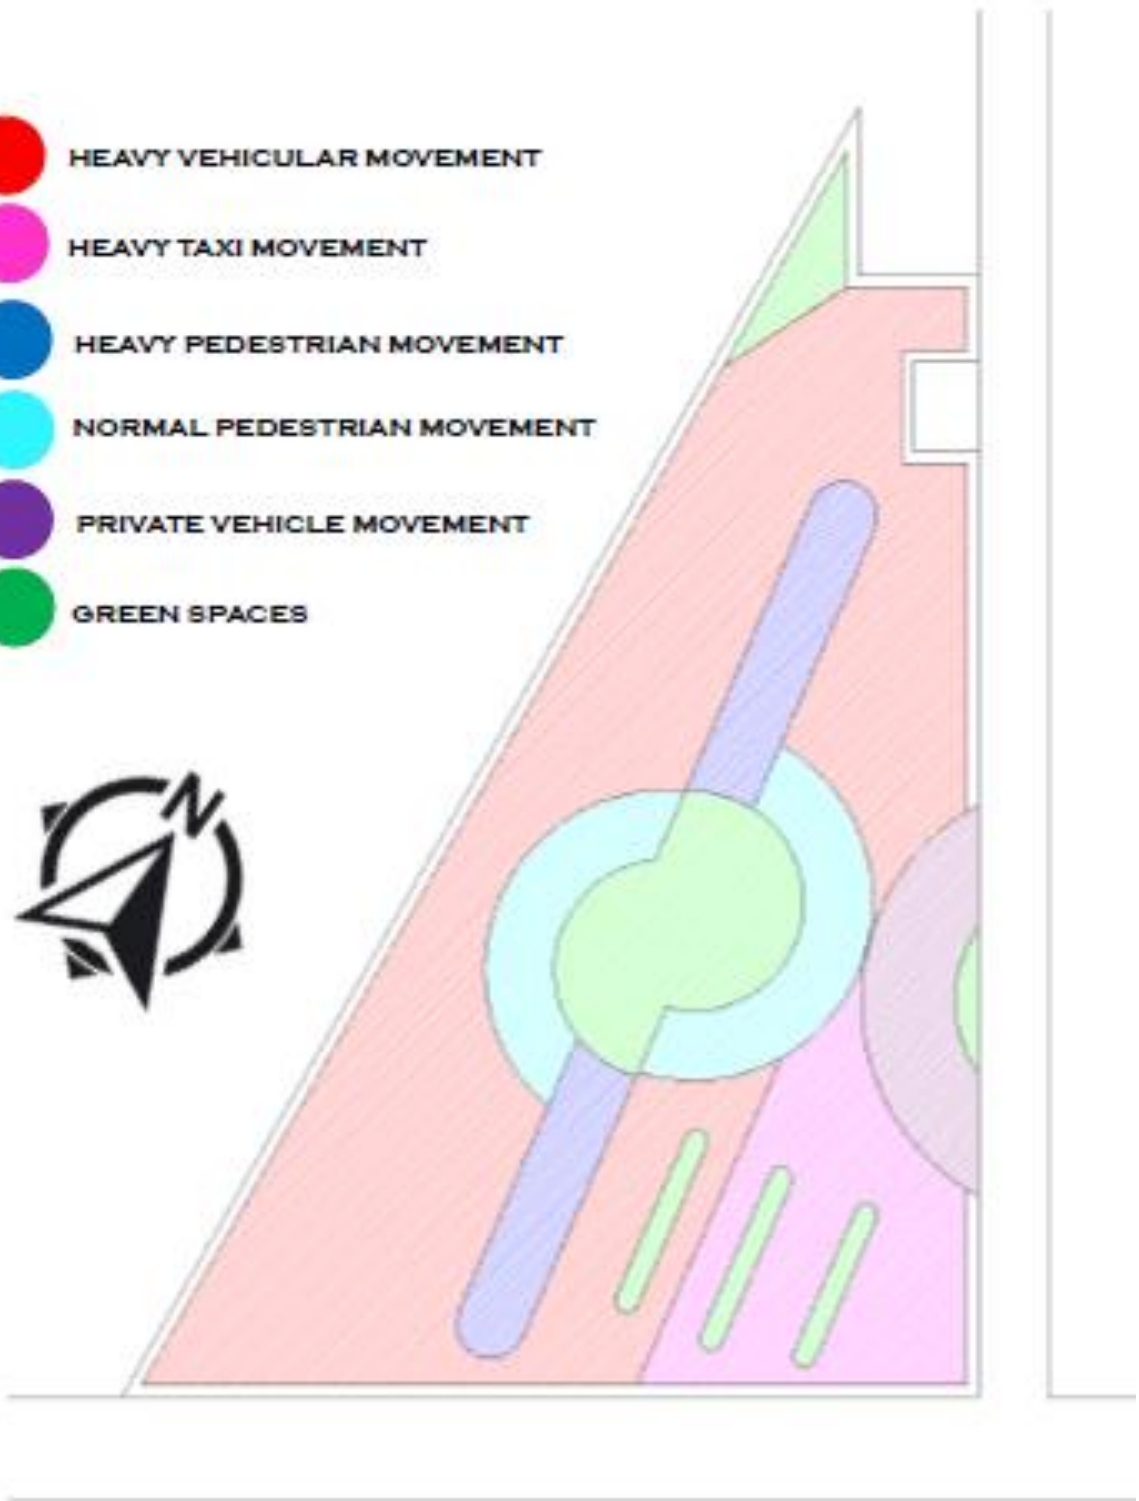 HEAVY VEHICULAR MOVEMENT
HEAVY TAXI MOVEMENT
HEAVY PEDESTRIAN MOVEMENT
NORMAL PEDESTRIAN MOVEMENT
PRIVATE VEHICLE MOVEMENT
GREEN SPACES
N